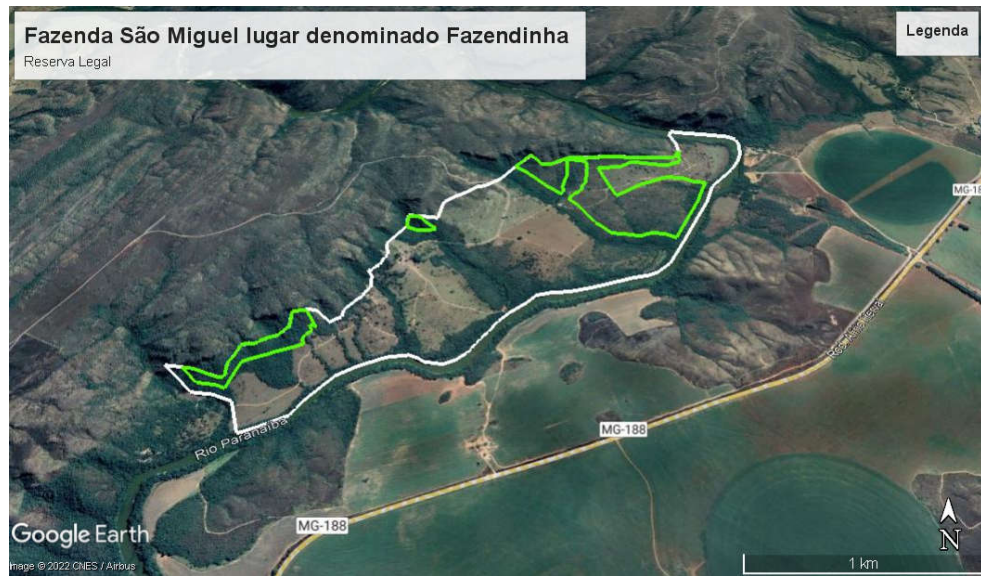 Fazenda São Miguel lugar denominado Fazendinha
Reserva Legal
Legenda
MG-18
Rio Paranaíba
MG-188
MG-188
Google Earth
N
Image © 2022 CNES / Airbus
1 km